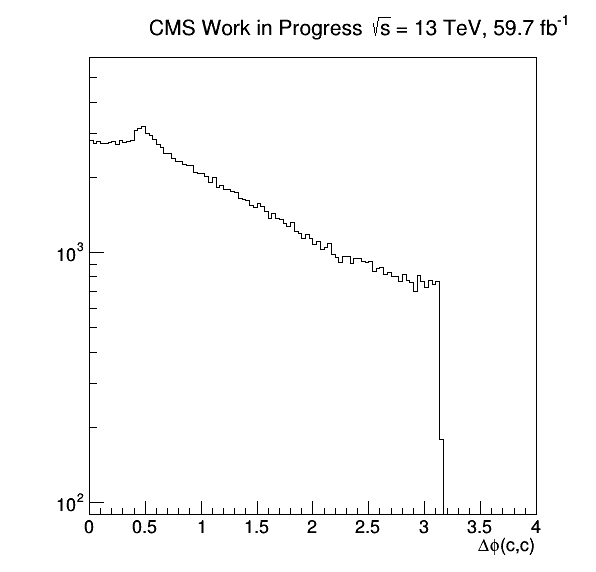 CMS Work in Progress √s = 13 TeV, 59.7 fb⁻¹
10³
10²
0 0.5 1 1.5 2 2.5 3 3.5 4
Δϕ(c,c)